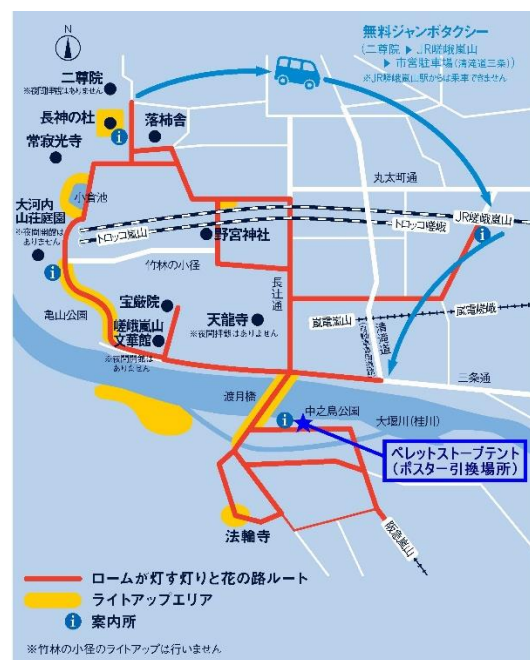 N
無料ジャンボタクシー
(二尊院 ▶ JR嵯峨嵐山
▶ 市営駐車場(清滝道三条))
※JR嵯峨嵐山駅からは乗車できません
二尊院
※夜間拝観はありません
長神の杜
落柿舎
常寂光寺
小倉池
大河内
山荘庭園
※夜間開館は
ありません
丸太町通
トロッコ嵐山
トロッコ嵯峨
JR嵯峨嵐山
野宮神社
竹林の小径
長辻通
亀山公園
宝厳院
嵯峨嵐山
文華館
※夜間開館は
ありません
天龍寺
※夜間拝観はありません
嵐電嵐山
清滝道
嵐電嵯峨
三条通
渡月橋
中之島公園
大堰川(桂川)
ペレットストーブテント
(ポスター引換場所)
法輪寺
阪急嵐山
ロームが灯す灯りと花の路ルート
ライトアップエリア
i 案内所
※竹林の小径のライトアップは行いません